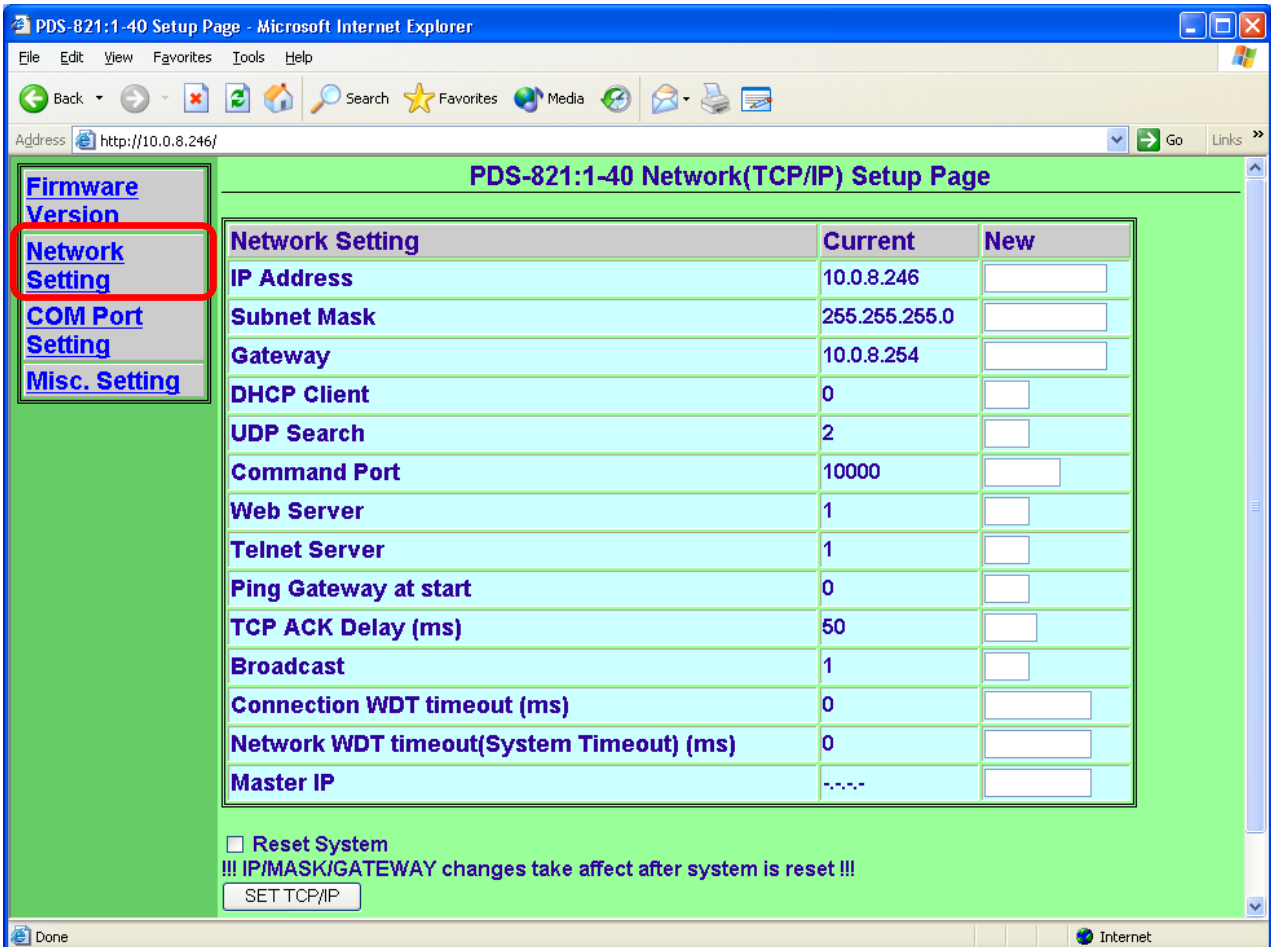 PDS-821:1-40 Setup Page - Microsoft Internet Explorer
File Edit View Favorites Tools Help
Back Search Favorites Media
Address http://10.0.8.246/ Go Links »
Firmware
Version
Network
Setting
COM Port
Setting
Misc. Setting
PDS-821:1-40 Network(TCP/IP) Setup Page
Network Setting Current New
IP Address 10.0.8.246
Subnet Mask 255.255.255.0
Gateway 10.0.8.254
DHCP Client 0
UDP Search 2
Command Port 10000
Web Server 1
Telnet Server 1
Ping Gateway at start 0
TCP ACK Delay (ms) 50
Broadcast 1
Connection WDT timeout (ms) 0
Network WDT timeout(System Timeout) (ms) 0
Master IP -.-.-.-
Reset System
!!! IP/MASK/GATEWAY changes take affect after system is reset !!!
SET TCP/IP
Done Internet